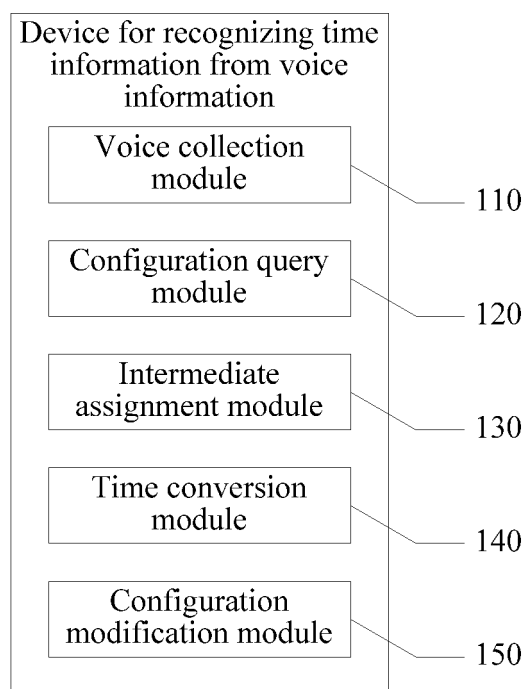 Device for recognizing time
information from voice
information
Voice collection
module
110
Configuration query
module
120
Intermediate
assignment module
130
Time conversion
module
140
Configuration
modification module
150